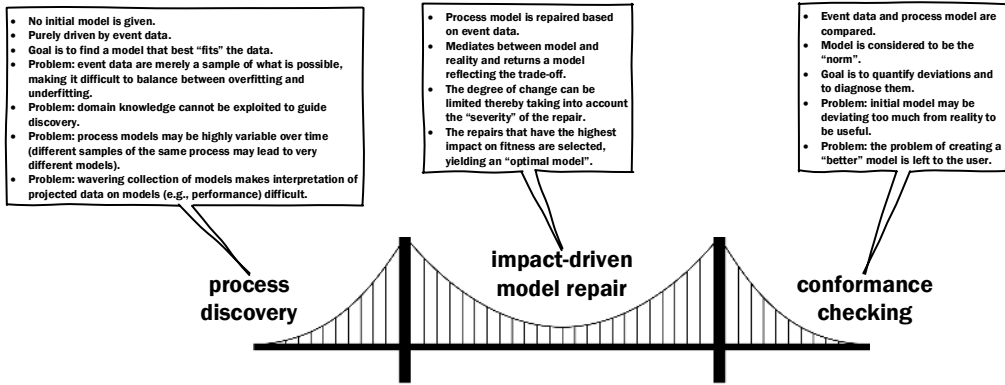 • No initial model is given.
• Purely driven by event data.
• Goal is to find a model that best “fits” the data.
• Problem: event data are merely a sample of what is possible,
making it difficult to balance between overfitting and
underfitting.
• Problem: domain knowledge cannot be exploited to guide
discovery.
• Problem: process models may be highly variable over time
(different samples of the same process may lead to very
different models).
• Problem: wavering collection of models makes interpretation of
projected data on models (e.g., performance) difficult.
• Process model is repaired based
on event data.
• Mediates between model and
reality and returns a model
reflecting the trade-off.
• The degree of change can be
limited thereby taking into account
the “severity” of the repair.
• The repairs that have the highest
impact on fitness are selected,
yielding an “optimal model”.
• Event data and process model are
compared.
• Model is considered to be the
“norm”.
• Goal is to quantify deviations and
to diagnose them.
• Problem: initial model may be
deviating too much from reality to
be useful.
• Problem: the problem of creating a
“better” model is left to the user.
process
discovery
impact-driven
model repair
conformance
checking